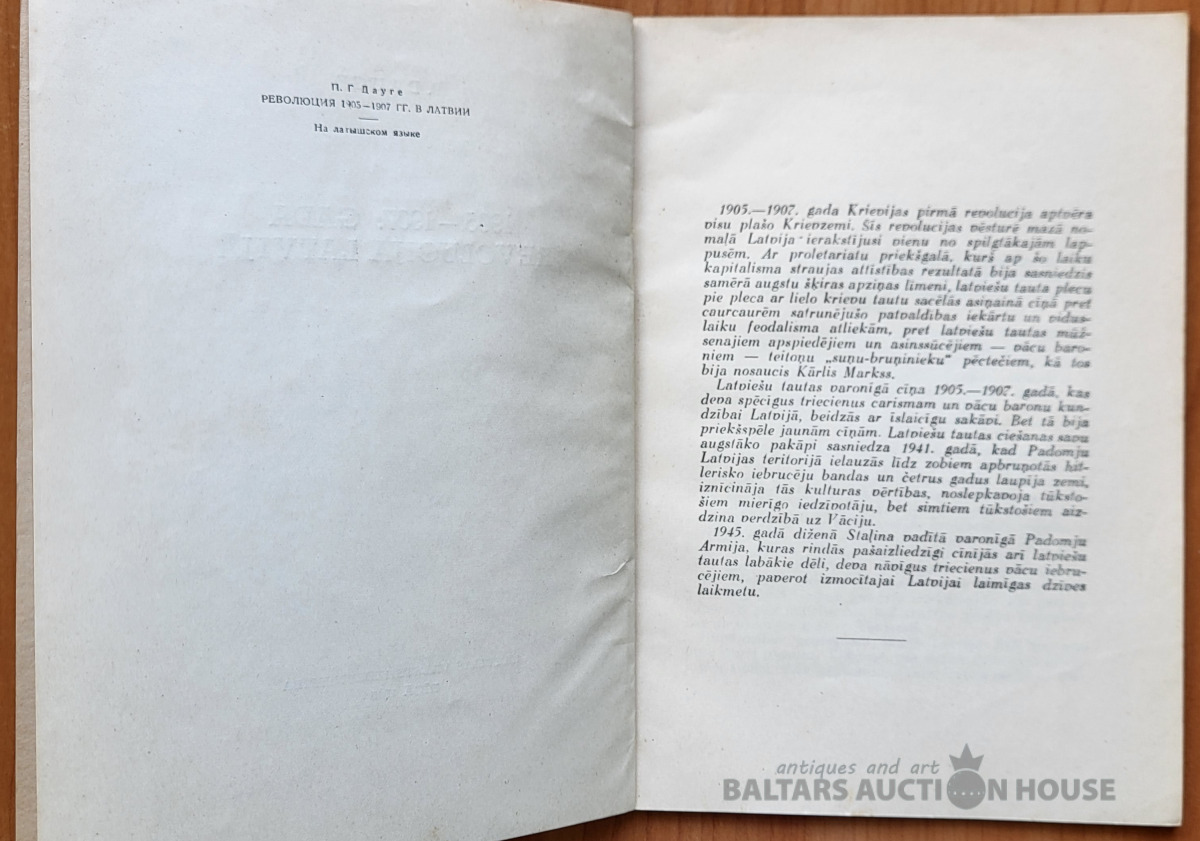 П. Г Дауге
РЕВОЛЮЦИЯ 1905—1907 ГГ. В ЛАТВИИ
На латышском языке
1905.—1907. gada Krievijas pirmā revolucija aptvēra
visu plašo Krievzemi. Šīs revolucijas vēsturē mazā no-
maļā Latvija ierakstījusi vienu no spilgtākajām lap-
pusēm. Ar proletariatu priekšgalā, kurš ap šo laiku
kapitalisma straujas attīstības rezultatā bija sasniedzis
samērā augstu šķiras apziņas līmeni, latviešu tauta plecu
pie pleca ar lielo krievu tautu sacēlās asiņainā cīņā pret
caurcaurēm satrunējušo patvaldības iekārtu un vidus-
laiku feodalisma atliekām, pret latviešu tautas mūž-
senajiem apspiedējiem un asinssūcējiem — vācu baro-
niem — teitoņu „suņu-bruņinieku“ pēctečiem, kā tos
bija nosaucis Kārlis Markss.
Latviešu tautas varonīgā cīņa 1905.—1907. gadā, kas
deva spēcīgus triecienus carismam un vācu baronu kun-
dzībai Latvijā, beidzās ar īslaicīgu sakāvi. Bet tā bija
priekšspēle jaunām cīņām. Latviešu tautas ciešanas savu
augstāko pakāpi sasniedza 1941. gadā, kad Padomju
Latvijas teritorijā ielauzās līdz zobiem apbruņotās hit-
lerisko iebrucēju bandas un četrus gadus laupīja zemi,
iznīcināja tās kulturas vērtības, noslepkavoja tūksto-
šiem mierīgo iedzīvotāju, bet simtiem tūkstošiem aiz-
dzina verdzībā uz Vāciju.
1945. gadā diženā Staļina vadītā varonīgā Padomju
Armija, kuras rindās pašaizliedzīgi cīnījās arī latviešu
tautas labākie dēli, deva nāvīgus triecienus vācu iebru-
cējiem, paverot izmocītajai Latvijai laimīgas dzīves
laikmetu.
antiques and art
BALTARS AUCTION HOUSE